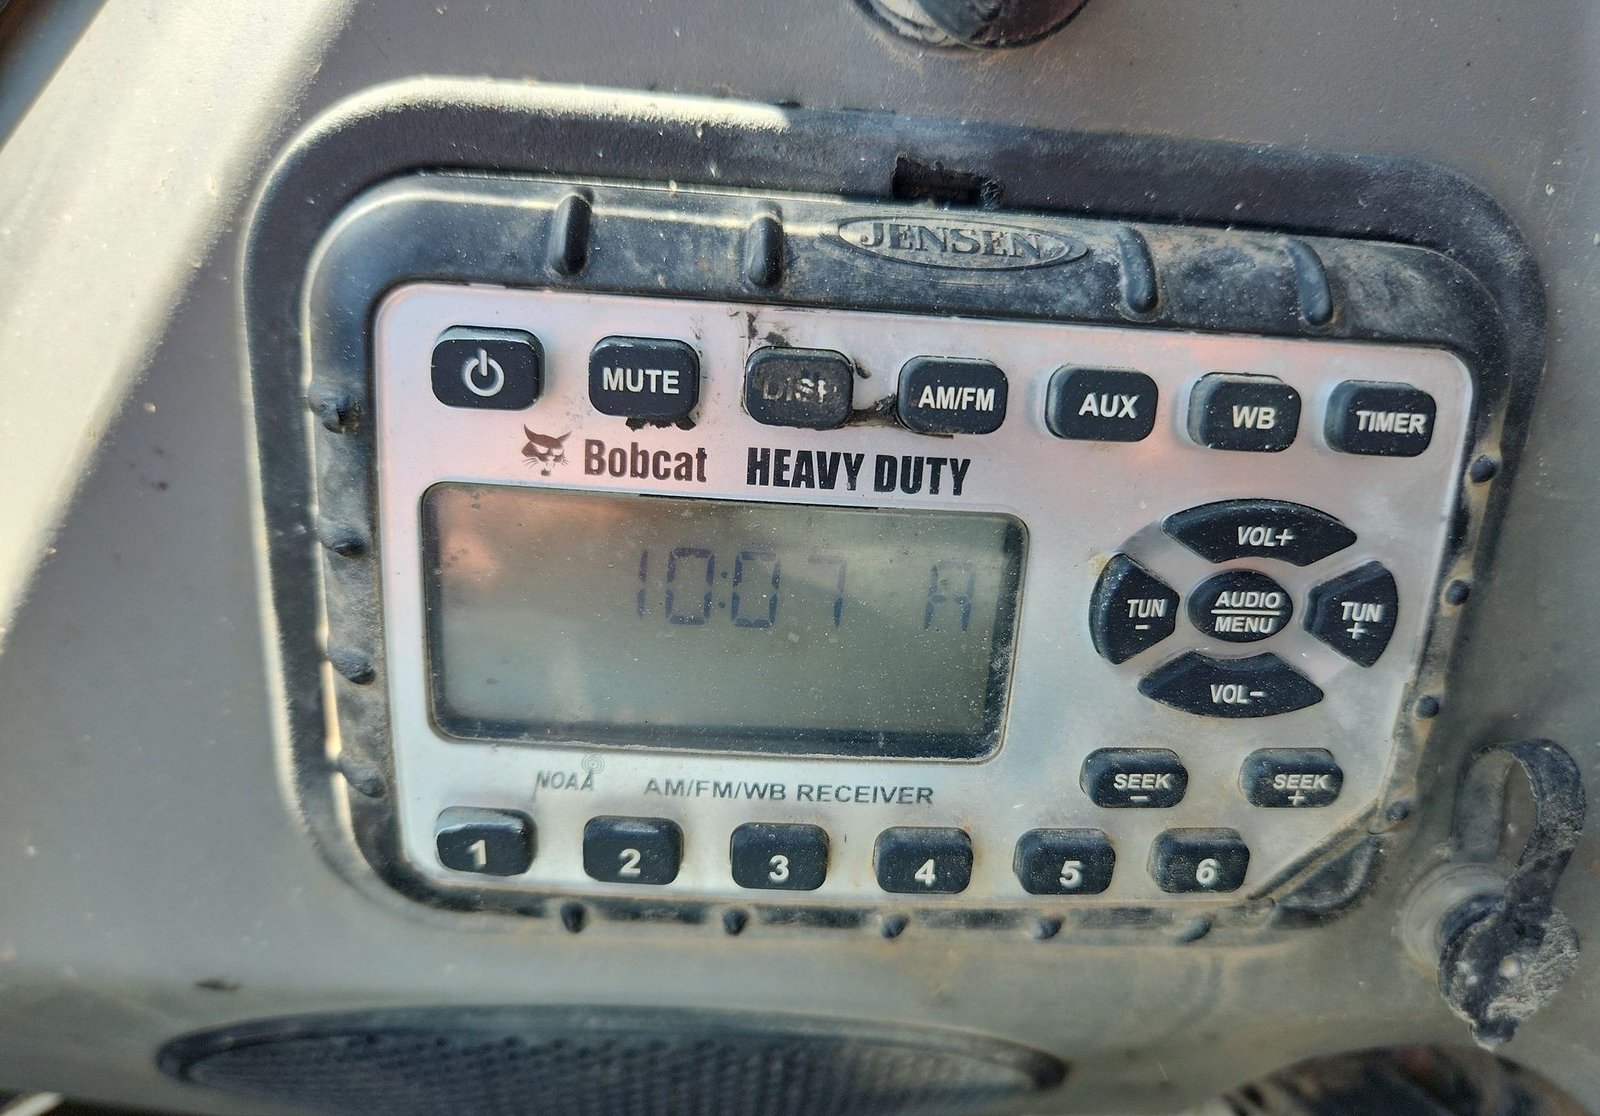 JENSEN
MUTE DISP AM/FM AUX WB TIMER
Bobcat HEAVY DUTY
10:07 A
VOL+
TUN - AUDIO MENU TUN +
VOL-
SEEK - SEEK +
NOAA AM/FM/WB RECEIVER
1 2 3 4 5 6